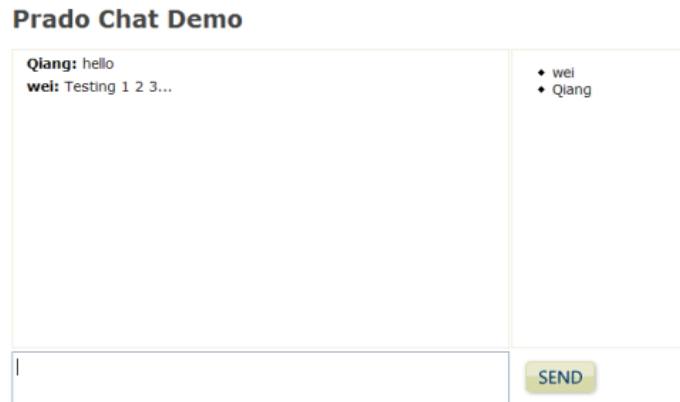 Prado Chat Demo
Qiang: hello
wei: Testing 1 2 3...
wei
Qiang
SEND